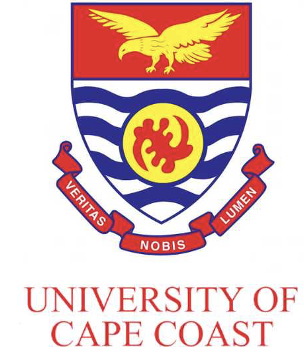 VERITAS
NOBIS
LUMEN
UNIVERSITY OF
CAPE COAST